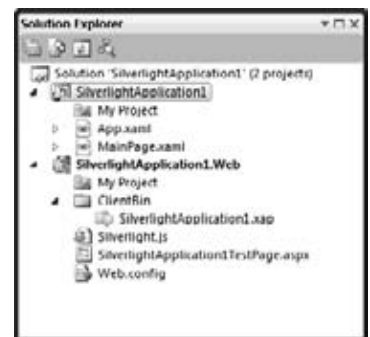 Solution Explorer
Solution 'SilverlightApplication1' (2 projects)
SilverlightApplication1
My Project
App.xaml
MainPage.xaml
SilverlightApplication1.Web
My Project
ClientBin
SilverlightApplication1.xap
Silverlight.js
SilverlightApplication1TestPage.aspx
Web.config